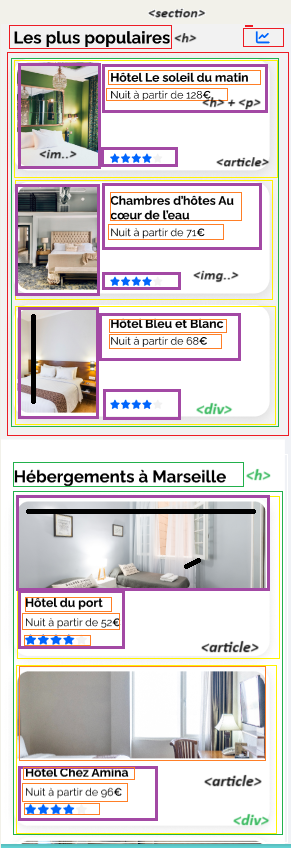 <section>
Les plus populaires <h>
Hôtel Le soleil du matin
Nuit à partir de 128€
<h> + <p>
<im..>
<article>
Chambres d'hôtes Au
cœur de l'eau
Nuit à partir de 71€
<img..>
Hôtel Bleu et Blanc
Nuit à partir de 68€
<div>
Hébergements à Marseille <h>
Hôtel du port
Nuit à partir de 52€
<article>
Hôtel Chez Amina
<article>
Nuit à partir de 96€
<div>